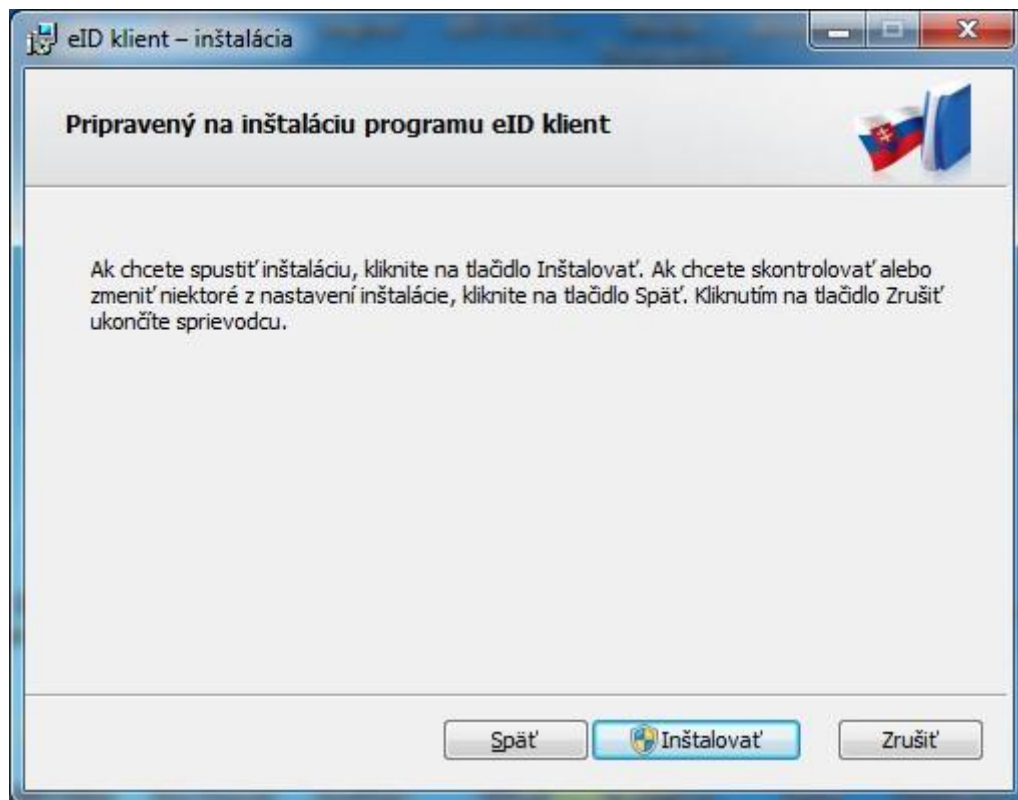 eID klient – inštalácia
Pripravený na inštaláciu programu eID klient
Ak chcete spustiť inštaláciu, kliknite na tlačidlo Inštalovať. Ak chcete skontrolovať alebo
zmeniť niektoré z nastavení inštalácie, kliknite na tlačidlo Späť. Kliknutím na tlačidlo Zrušiť
ukončíte sprievodcu.
Späť Inštalovať Zrušiť